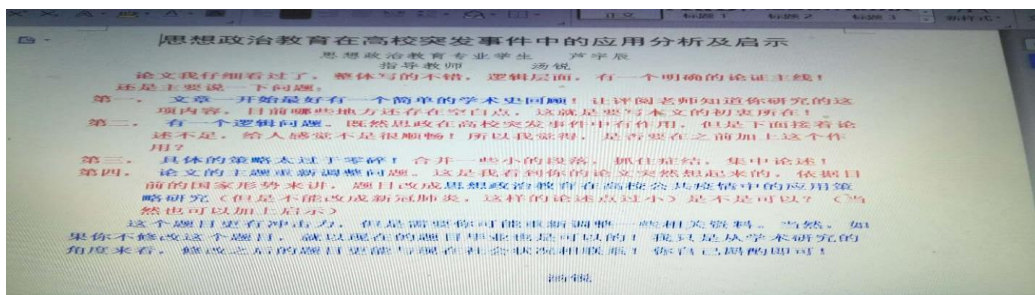 正文 标题 1 标题 2 标题 3 新样式
思想政治教育在高校突发事件中的应用分析及启示
思想政治教育专业学生 芦宇辰
指导教师 汤锐
论文我仔细看过了，整体写的不错，逻辑层面，有一个明确的论证主线！
还是主要说一下问题：
第一， 文章一开始最好有一个简单的学术史回顾！让评阅老师知道你研究的这
项内容，目前哪些地方还存在空白点，这就是要写本文的初衷所在！
第二， 有一个逻辑问题。既然思政在高校突发事件中有作用，但是下面接着论
述不足，给人感觉不是很顺畅！所以我觉得，是否要在之前加上这个作
用？
第三， 具体的策略太过于零碎！合并一些小的段落，抓住症结，集中论述！
第四， 论文的主题重新调整问题。这是我看到你的论文突然想起来的，依据目
前的国家形势来讲，题目改成思想政治教育在高校公共疫情中的应用策
略研究（但是不能改成新冠肺炎，这样的论述点过小）是不是可以？（当
然也可以加上启示）
这个题目更有冲击力，但是需要你可能重新调整一些相关资料。当然，如
果你不修改这个题目，就以现在的题目毕业也是可以的！我只是从学术研究的
角度来看，修改之后的题目更能与现在社会状况相联系！你自己斟酌即可！
汤锐